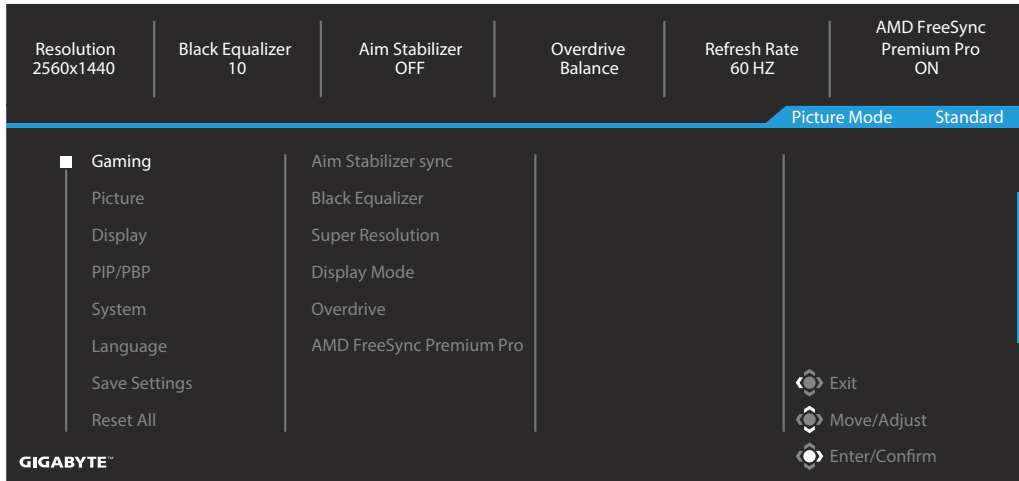 Resolution
2560x1440
Black Equalizer
10
Aim Stabilizer
OFF
Overdrive
Balance
Refresh Rate
60 HZ
AMD FreeSync
Premium Pro
ON
Picture Mode Standard
Gaming
Picture
Display
PIP/PBP
System
Language
Save Settings
Reset All
Aim Stabilizer sync
Black Equalizer
Super Resolution
Display Mode
Overdrive
AMD FreeSync Premium Pro
Exit
Move/Adjust
Enter/Confirm
GIGABYTE™